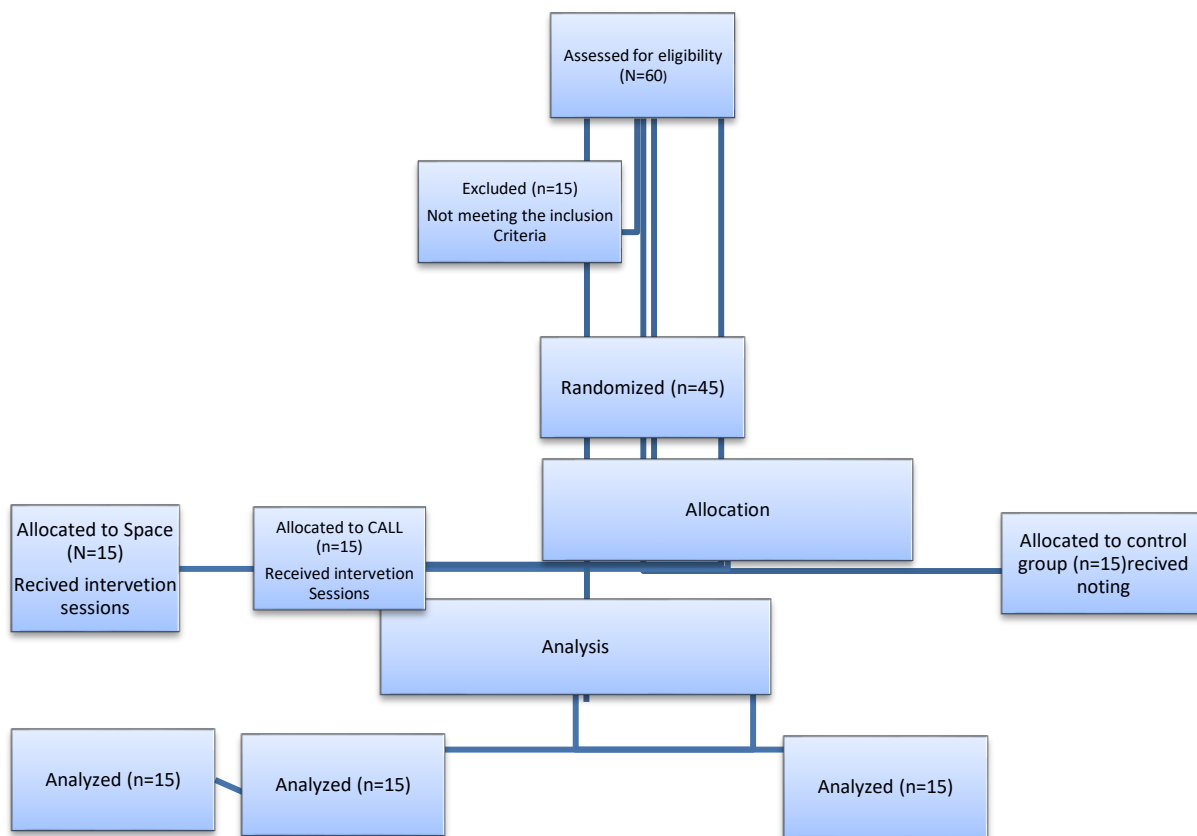 Assessed for eligibility
(N=60)
Excluded (n=15)
Not meeting the inclusion
Criteria
Randomized (n=45)
Allocation
Allocated to Space
(N=15)
Recived intervetion
sessions
Allocated to CALL
(n=15)
Received intervetion
Sessions
Allocated to control
group (n=15)recived
noting
Analysis
Analyzed (n=15)
Analyzed (n=15)
Analyzed (n=15)